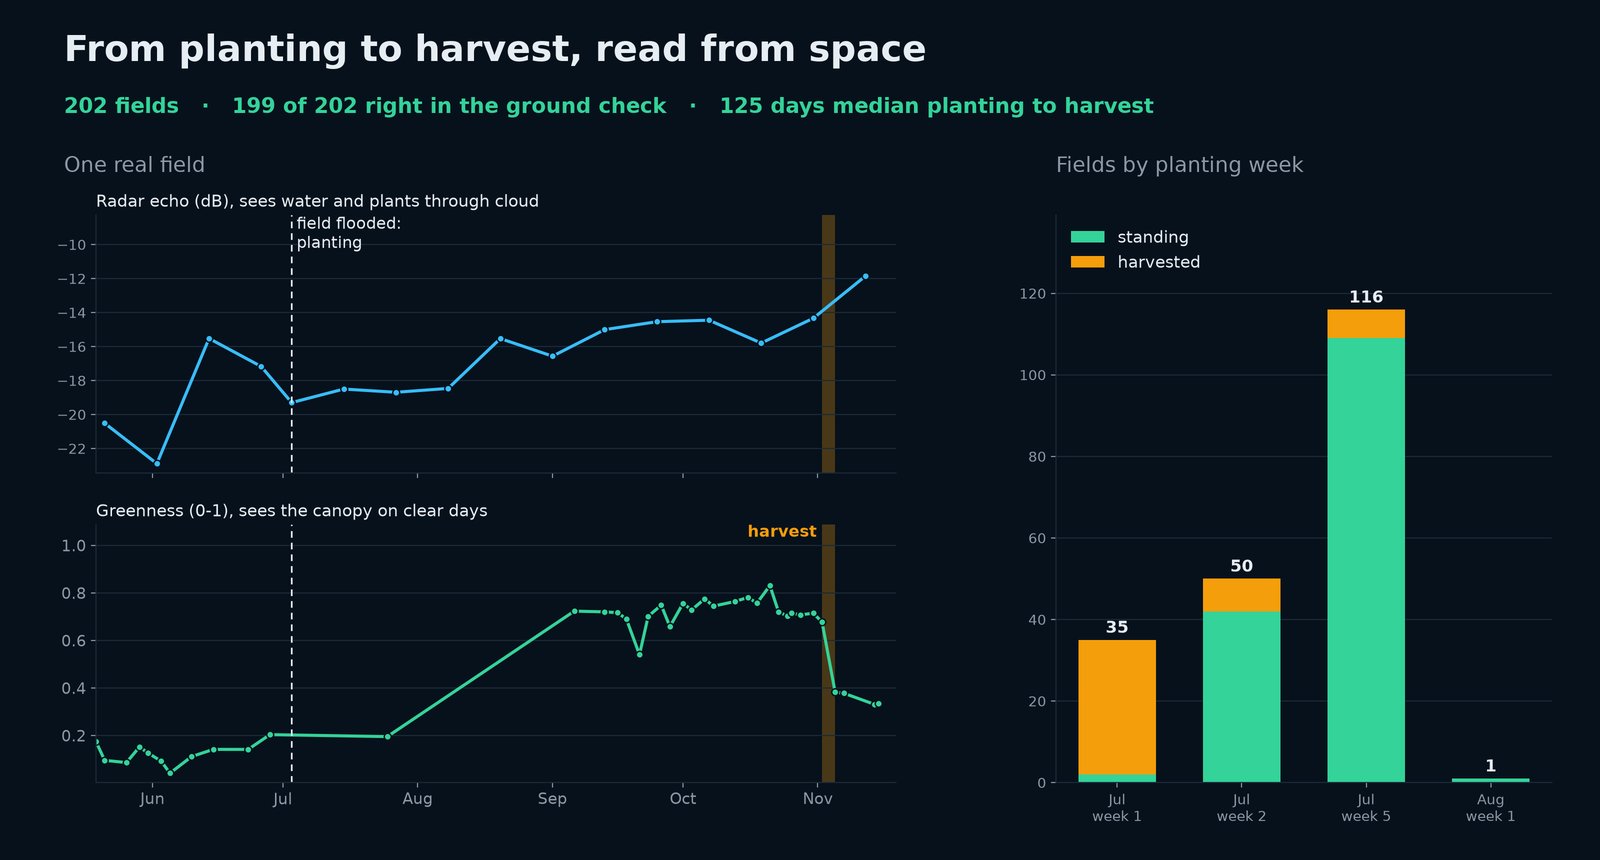 From planting to harvest, read from space
202 fields · 199 of 202 right in the ground check · 125 days median planting to harvest
One real field
Radar echo (dB), sees water and plants through cloud
field flooded:
planting
−10
−12
−14
−16
−18
−20
−22
Greenness (0-1), sees the canopy on clear days
harvest
1.0
0.8
0.6
0.4
0.2
Jun Jul Aug Sep Oct Nov
Fields by planting week
standing
harvested
120
100
80
60
40
20
0
35
50
116
1
Jul
week 1
Jul
week 2
Jul
week 5
Aug
week 1